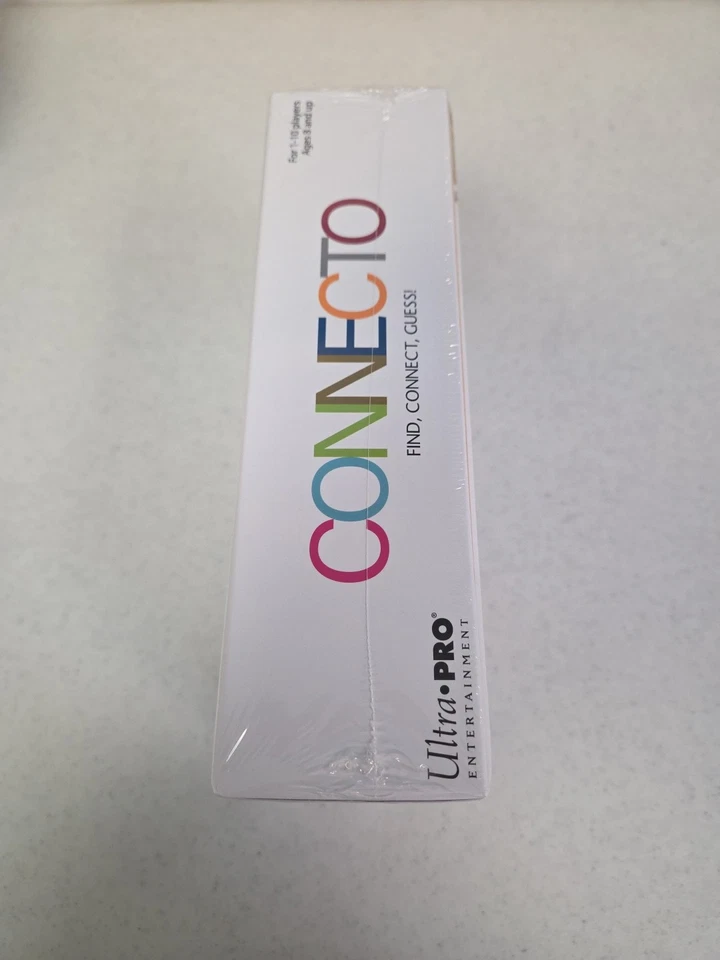 For 1-10 players
Ages 8 and up
CONNECTO
FIND, CONNECT, GUESS!
Ultra•PRO®
ENTERTAINMENT